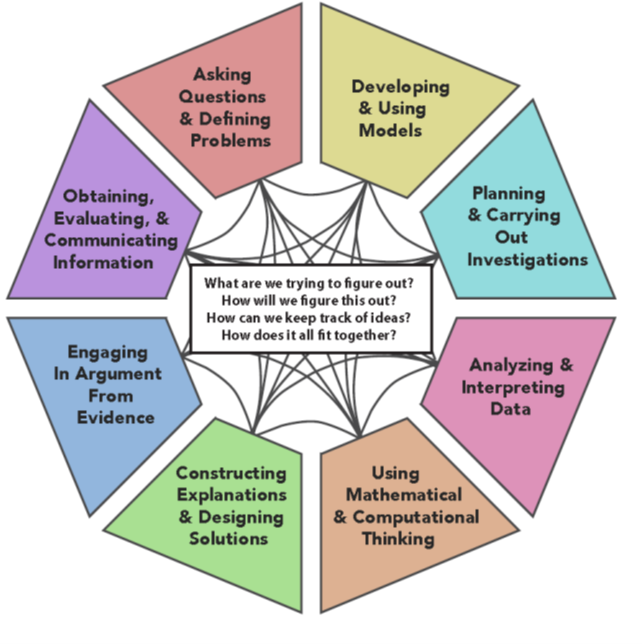 Asking
Questions
& Defining
Problems
Developing
& Using
Models
Planning
& Carrying
Out
Investigations
Analyzing &
Interpreting
Data
Using
Mathematical
& Computational
Thinking
Constructing
Explanations
& Designing
Solutions
Engaging
In Argument
From
Evidence
Obtaining,
Evaluating, &
Communicating
Information
What are we trying to figure out?
How will we figure this out?
How can we keep track of ideas?
How does it all fit together?